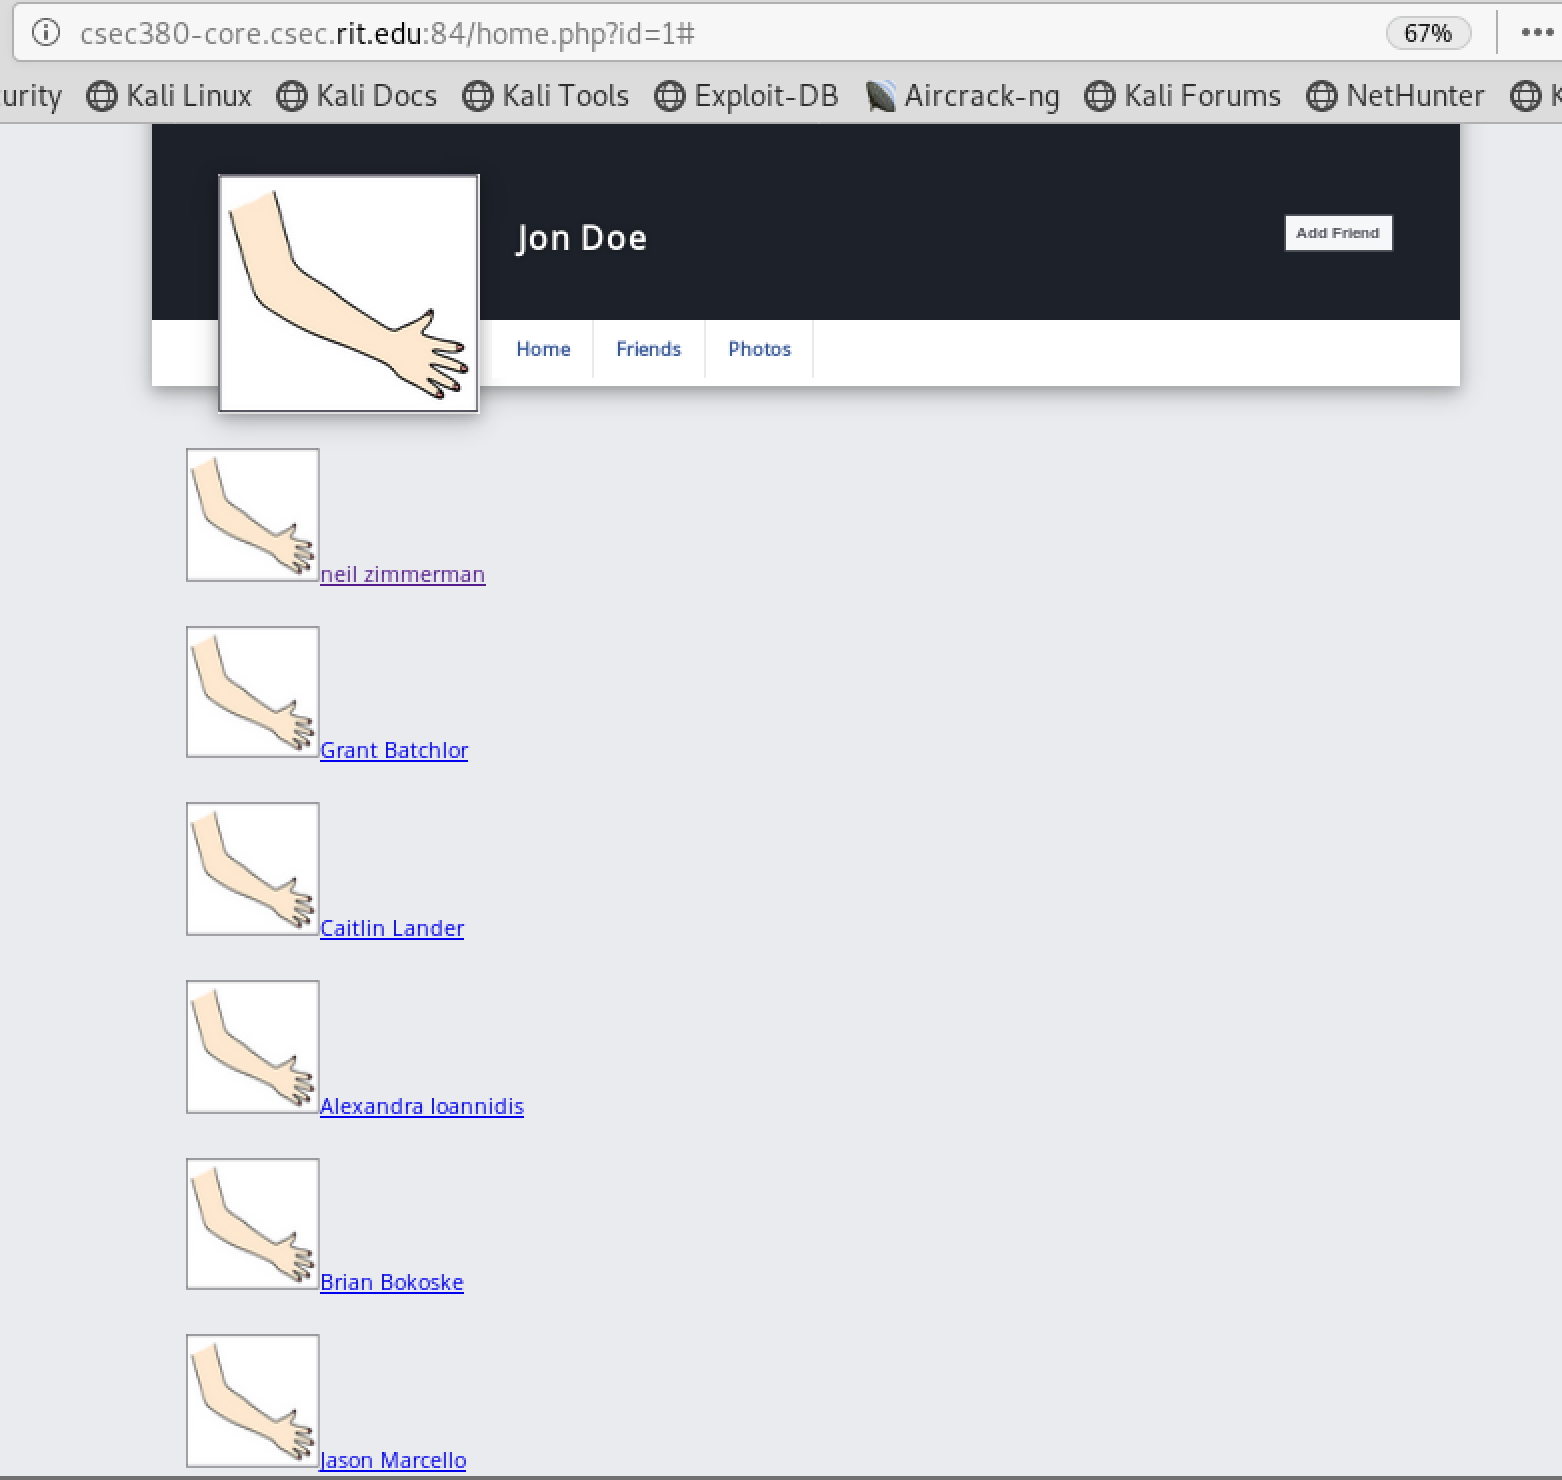 csec380-core.csec.rit.edu:84/home.php?id=1# 67%
urity Kali Linux Kali Docs Kali Tools Exploit-DB Aircrack-ng Kali Forums NetHunter K
Jon Doe
Add Friend
Home Friends Photos
neil zimmerman
Grant Batchlor
Caitlin Lander
Alexandra Ioannidis
Brian Bokoske
Jason Marcello